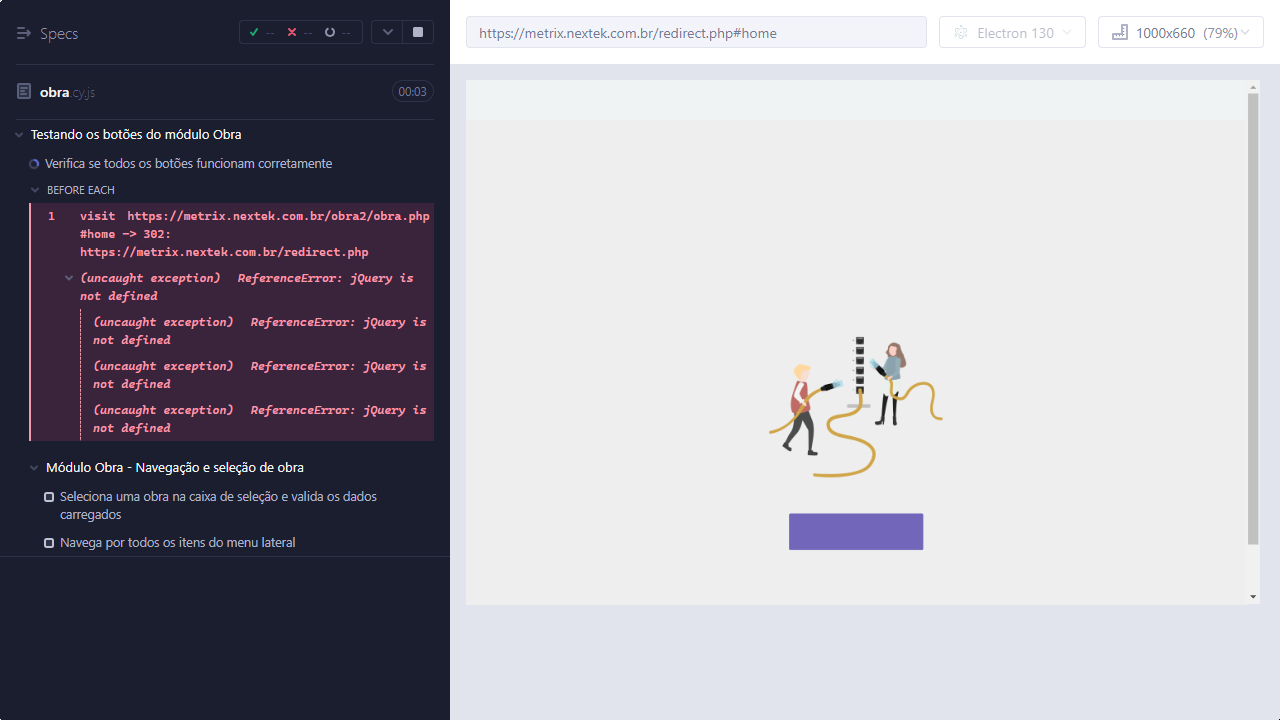 Specs
--
--
--
https://metrix.nextek.com.br/redirect.php#home
Electron 130
1000x660 (79%)
obra.cy.js
00:03
Testando os botões do módulo Obra
Verifica se todos os botões funcionam corretamente
BEFORE EACH
1 visit https://metrix.nextek.com.br/obra2/obra.php
#home -> 302:
https://metrix.nextek.com.br/redirect.php
(uncaught exception) ReferenceError: jQuery is
not defined
(uncaught exception) ReferenceError: jQuery is
not defined
(uncaught exception) ReferenceError: jQuery is
not defined
(uncaught exception) ReferenceError: jQuery is
not defined
Módulo Obra - Navegação e seleção de obra
Seleciona uma obra na caixa de seleção e valida os dados
carregados
Navega por todos os itens do menu lateral